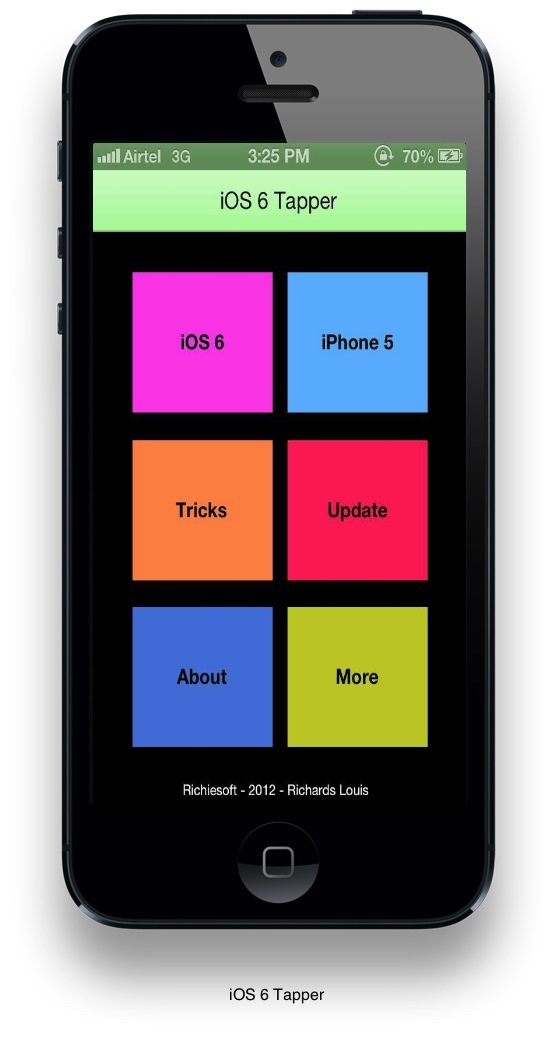 Airtel 3G 3:25 PM 70%
iOS 6 Tapper
iOS 6 iPhone 5
Tricks Update
About More
Richiesoft - 2012 - Richards Louis
iOS 6 Tapper